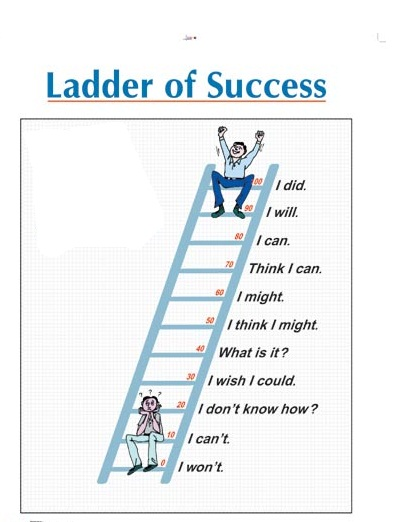 Ladder of Success
00 I did.
90 I will.
80 I can.
70 Think I can.
60 I might.
50 I think I might.
40 What is it?
30 I wish I could.
? ? ?
20 I don't know how?
10 I can't.
0 I won't.